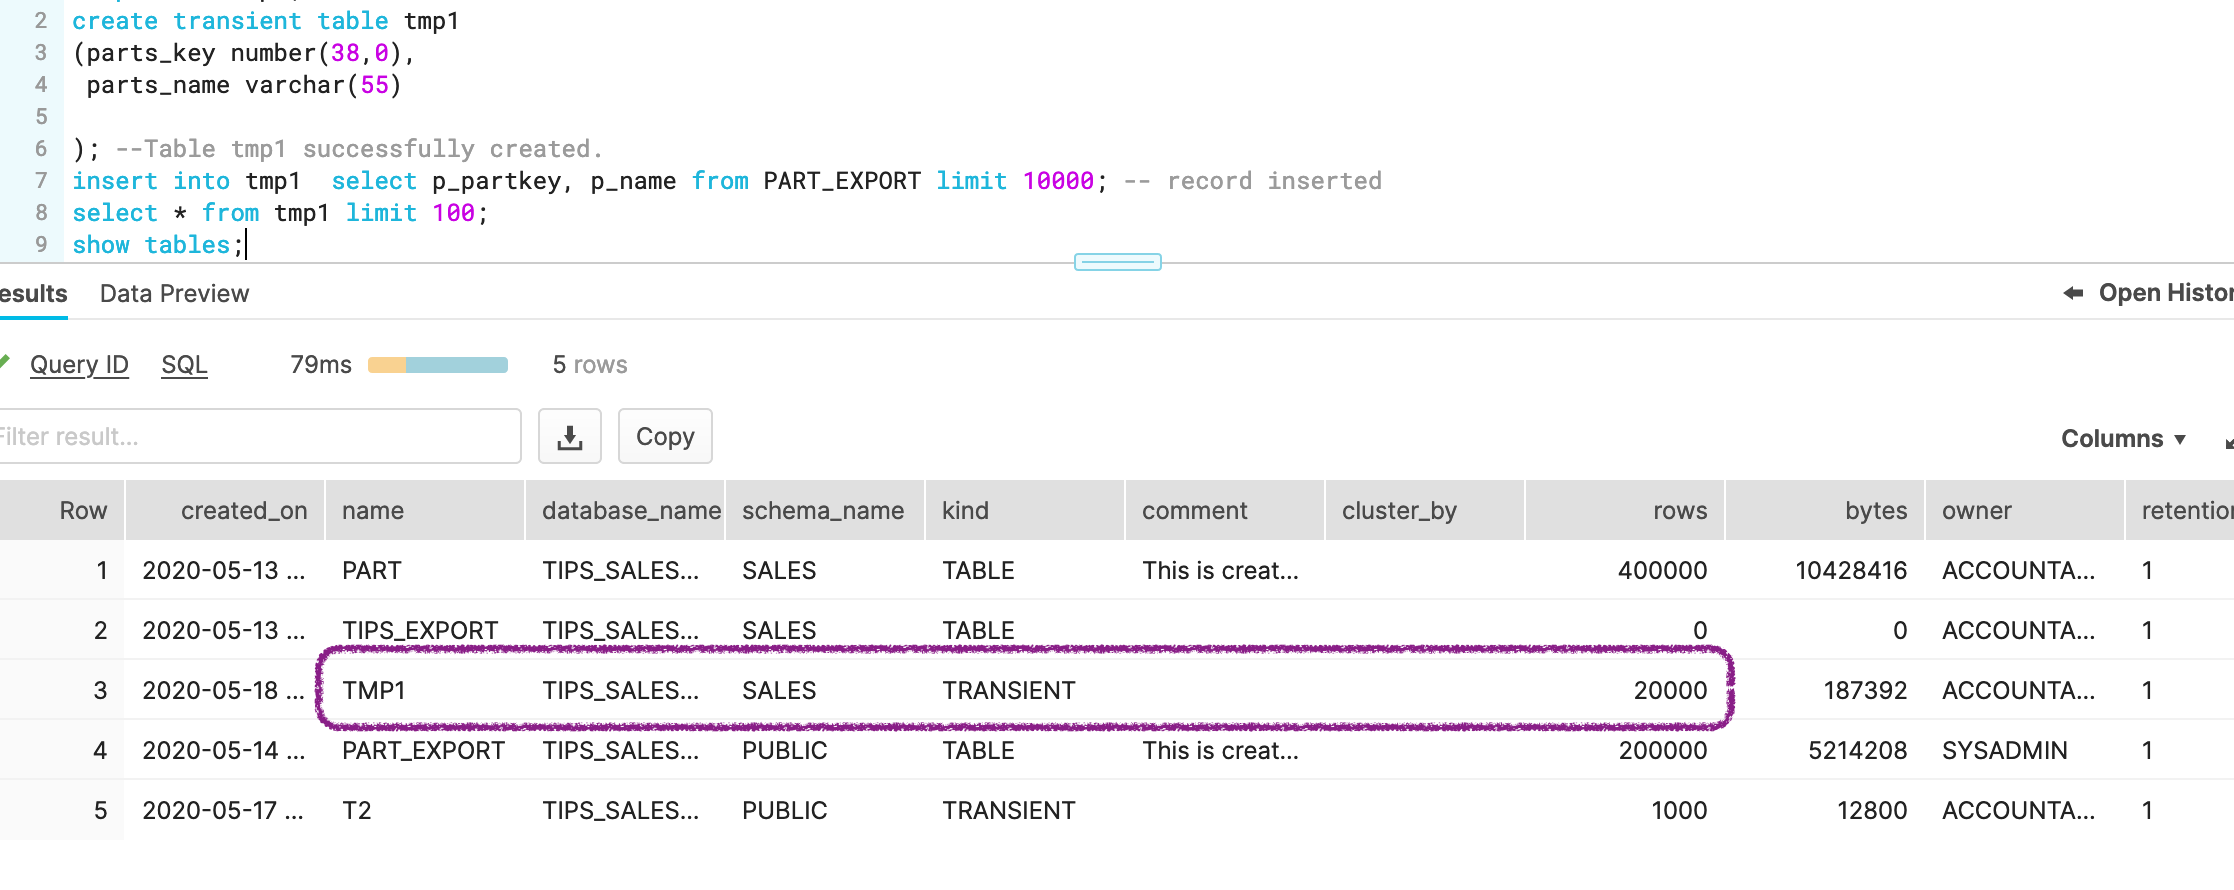 2 create transient table tmp1
3 (parts_key number(38,0),
4 parts_name varchar(55)
5
6 ); --Table tmp1 successfully created.
7 insert into tmp1 select p_partkey, p_name from PART_EXPORT limit 10000; -- record inserted
8 select * from tmp1 limit 100;
9 show tables;
esults Data Preview Open Histor
Query ID SQL 79ms 5 rows
Filter result... Copy Columns
Row created_on name database_name schema_name kind comment cluster_by rows bytes owner retention
1 2020-05-13 ... PART TIPS_SALES... SALES TABLE This is creat... 400000 10428416 ACCOUNTA... 1
2 2020-05-13 ... TIPS_EXPORT TIPS_SALES... SALES TABLE 0 0 ACCOUNTA... 1
3 2020-05-18 ... TMP1 TIPS_SALES... SALES TRANSIENT 20000 187392 ACCOUNTA... 1
4 2020-05-14 ... PART_EXPORT TIPS_SALES... PUBLIC TABLE This is creat... 200000 5214208 SYSADMIN 1
5 2020-05-17 ... T2 TIPS_SALES... PUBLIC TRANSIENT 1000 12800 ACCOUNTA... 1